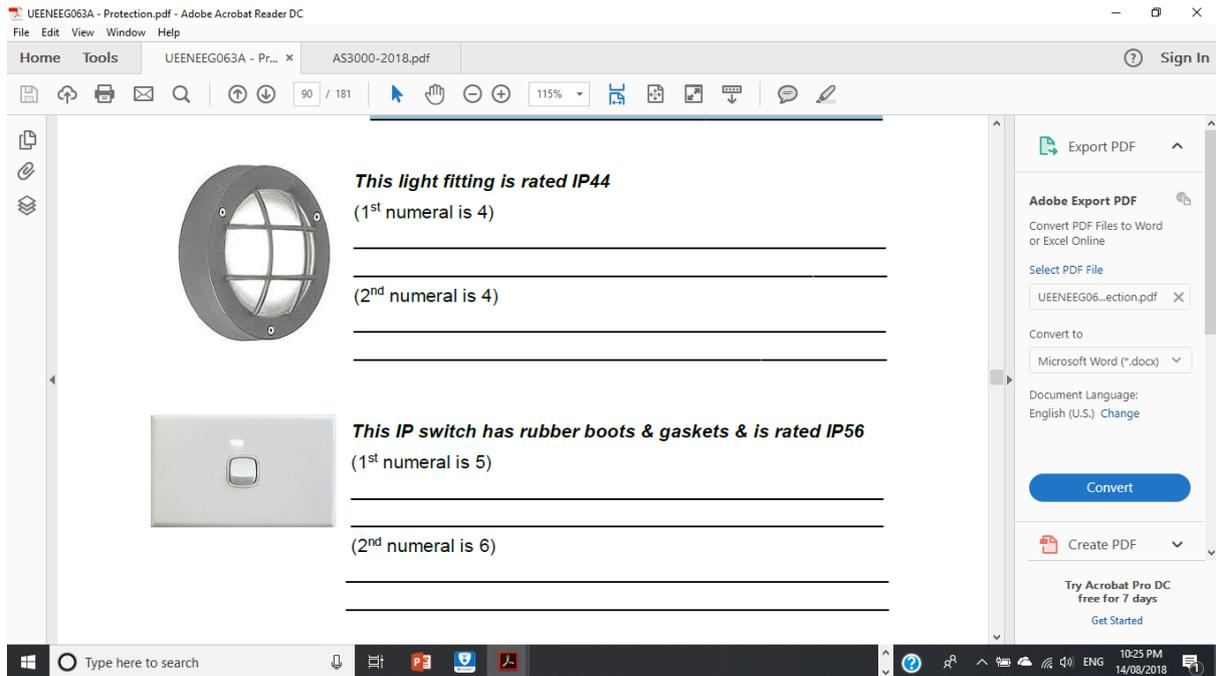 UEENEEG063A - Protection.pdf - Adobe Acrobat Reader DC
File Edit View Window Help
Home Tools UEENEEG063A - Pr... × AS3000-2018.pdf ? Sign In
90 / 181 115%
This light fitting is rated IP44
(1st numeral is 4)
(2nd numeral is 4)
This IP switch has rubber boots & gaskets & is rated IP56
(1st numeral is 5)
(2nd numeral is 6)
Export PDF
Adobe Export PDF
Convert PDF Files to Word
or Excel Online
Select PDF File
UEENEEG06...ection.pdf ×
Convert to
Microsoft Word (*.docx)
Document Language:
English (U.S.) Change
Convert
Create PDF
Try Acrobat Pro DC
free for 7 days
Get Started
Type here to search
ENG
10:25 PM
14/08/2018
1